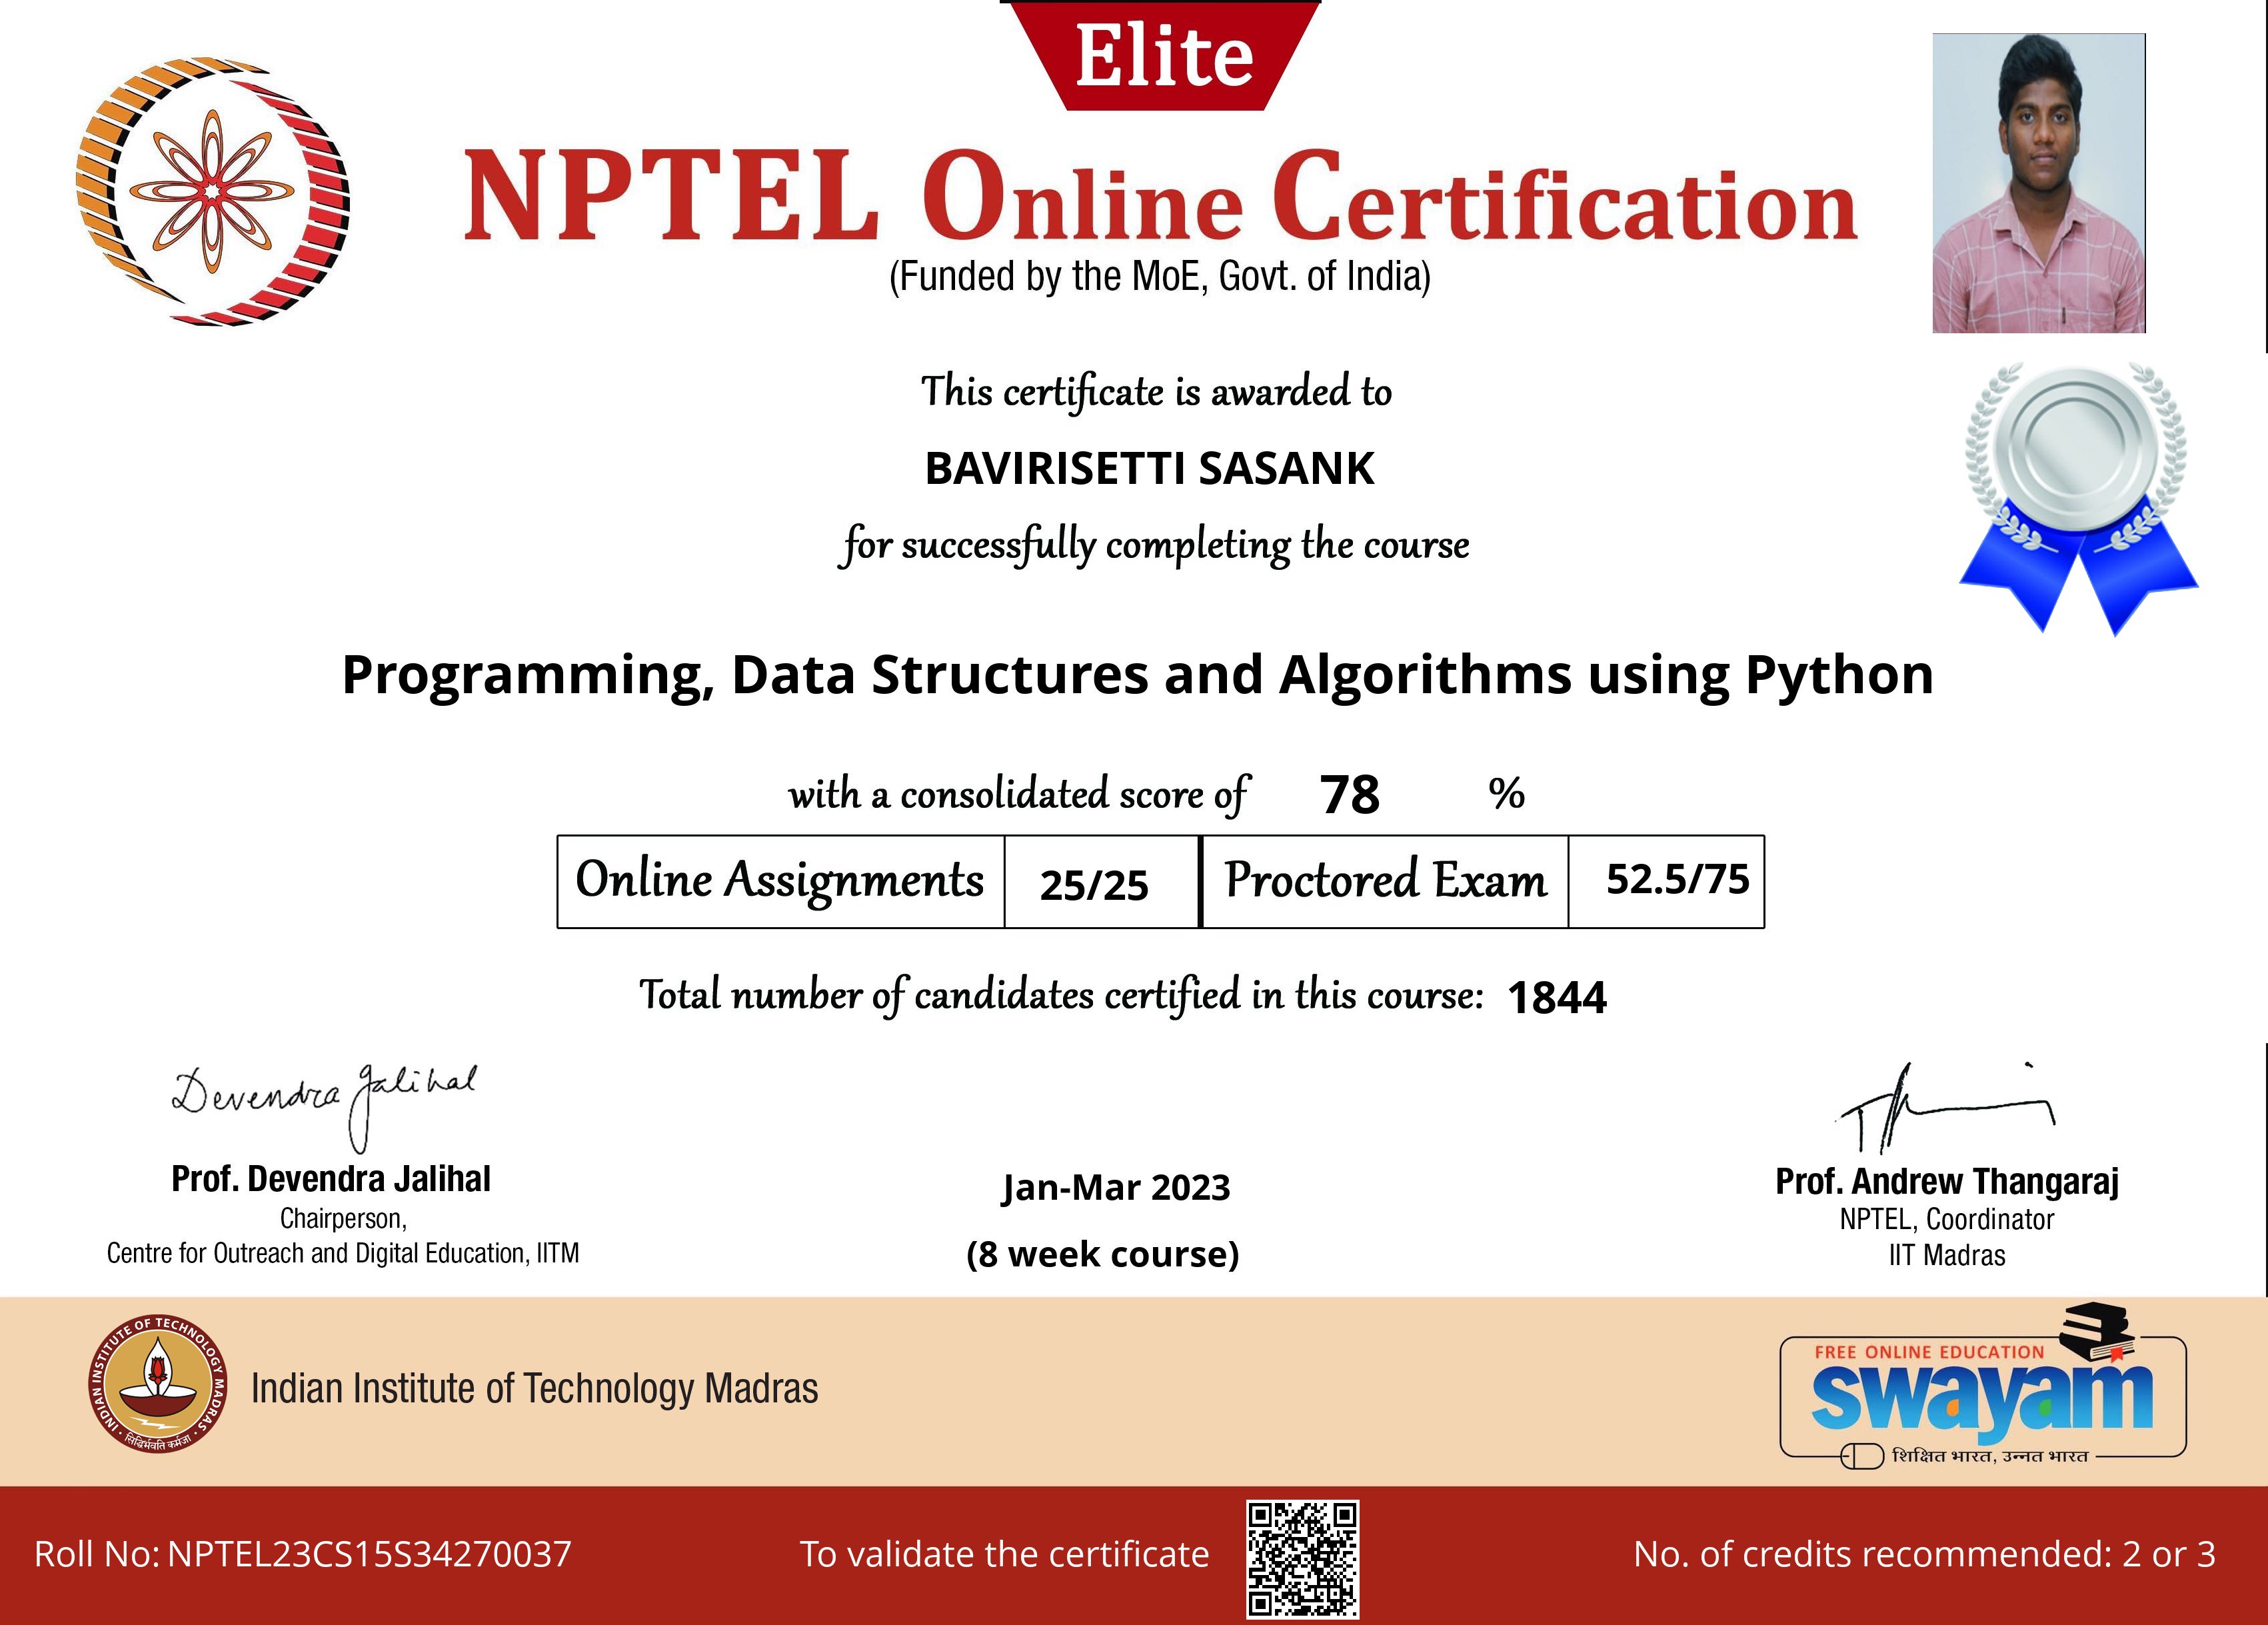 Elite
NPTEL Online Certification
(Funded by the MoE, Govt. of India)
This certificate is awarded to
BAVIRISETTI SASANK
for successfully completing the course
Programming, Data Structures and Algorithms using Python
with a consolidated score of 78 %
Online Assignments 25/25 Proctored Exam 52.5/75
Total number of candidates certified in this course: 1844
Devendra Jalihal
Prof. Devendra Jalihal
Chairperson,
Centre for Outreach and Digital Education, IITM
Jan-Mar 2023
(8 week course)
Prof. Andrew Thangaraj
NPTEL, Coordinator
IIT Madras
INDIAN INSTITUTE OF TECHNOLOGY MADRAS
सिद्धिर्भवति कर्मजा
Indian Institute of Technology Madras
FREE ONLINE EDUCATION
swayam
शिक्षित भारत, उन्नत भारत
Roll No: NPTEL23CS15S34270037
To validate the certificate
No. of credits recommended: 2 or 3